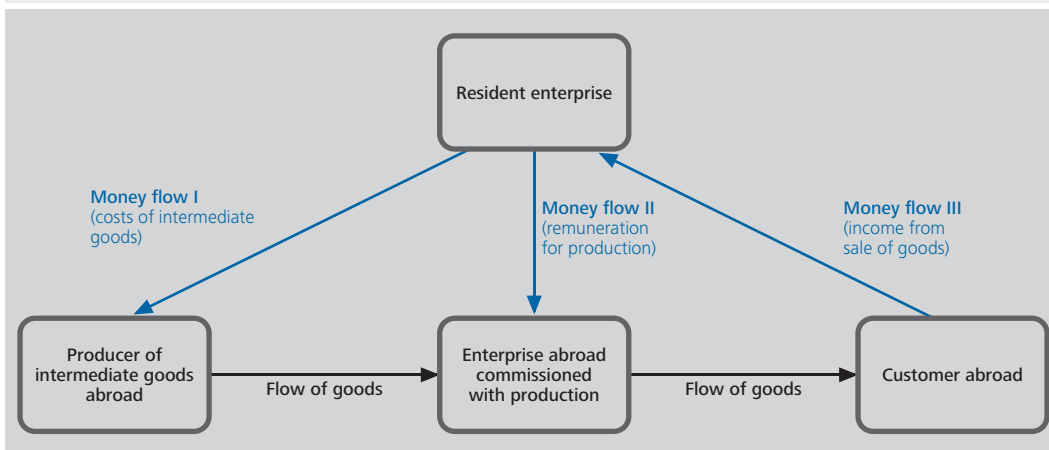 Resident enterprise
Money flow I
(costs of intermediate
goods)
Money flow II
(remuneration
for production)
Money flow III
(income from
sale of goods)
Producer of
intermediate goods
abroad
Flow of goods
Enterprise abroad
commissioned
with production
Flow of goods
Customer abroad